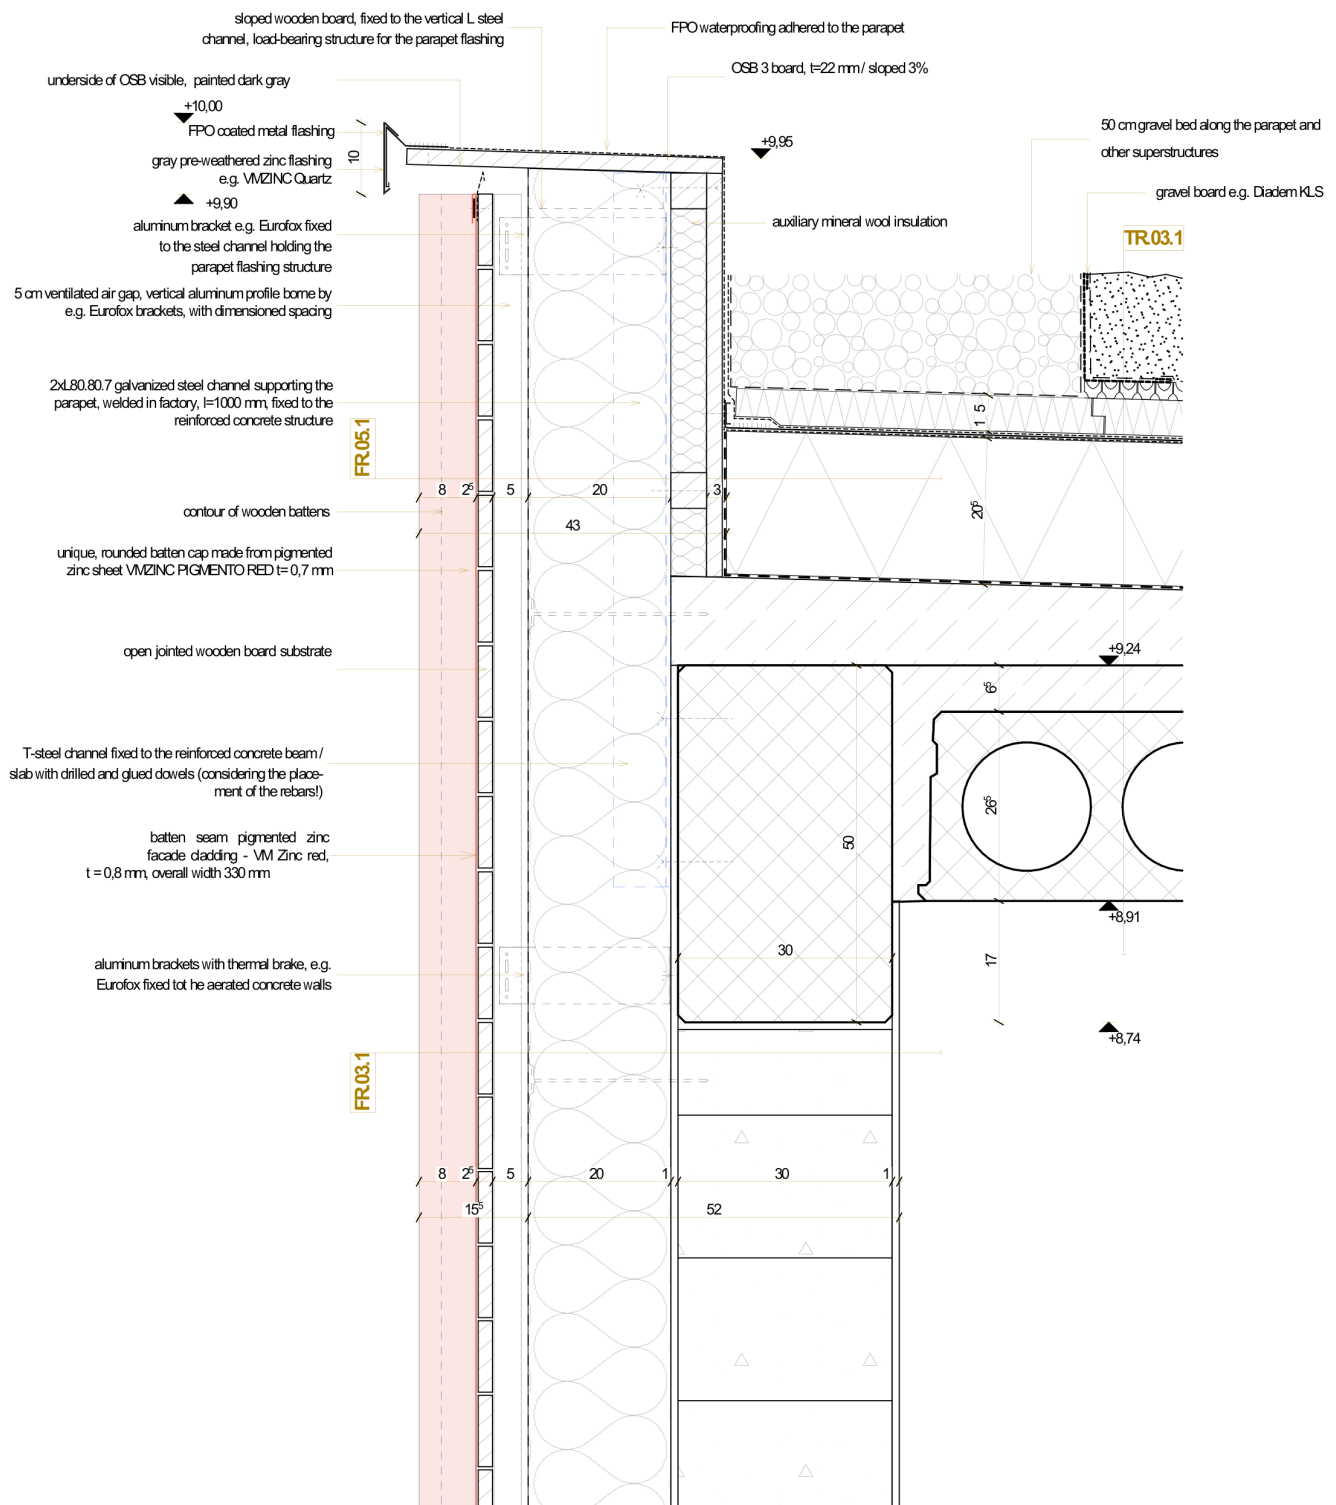 sloped wooden board, fixed to the vertical L steel
channel, load-bearing structure for the parapet flashing
FPO waterproofing adhered to the parapet
OSB 3 board, t=22 mm / sloped 3%
underside of OSB visible, painted dark gray
+10,00
FPO coated metal flashing
10
gray pre-weathered zinc flashing
e.g. VMZINC Quartz
+9,90
+9,95
50 cm gravel bed along the parapet and
other superstructures
gravel board e.g. Diadem KLS
TR.03.1
auxiliary mineral wool insulation
aluminum bracket e.g. Eurofox fixed
to the steel channel holding the
parapet flashing structure
5 cm ventilated air gap, vertical aluminum profile borne by
e.g. Eurofox brackets, with dimensioned spacing
2xL80.80.7 galvanized steel channel supporting the
parapet, welded in factory, l=1000 mm, fixed to the
reinforced concrete structure
FR.05.1
1 5
8 2⁵ 5 20 3
43
20⁵
contour of wooden battens
unique, rounded batten cap made from pigmented
zinc sheet VMZINC PIGMENTO RED t= 0,7 mm
open jointed wooden board substrate
+9,24
6⁵
T-steel channel fixed to the reinforced concrete beam /
slab with drilled and glued dowels (considering the place-
ment of the rebars!)
26⁵
50
batten seam pigmented zinc
facade cladding - VM Zinc red,
t = 0,8 mm, overall width 330 mm
+8,91
30
17
aluminum brackets with thermal brake, e.g.
Eurofox fixed tot he aerated concrete walls
+8,74
FR.03.1
8 2⁵ 5 20 1 30 1
15⁵ 52